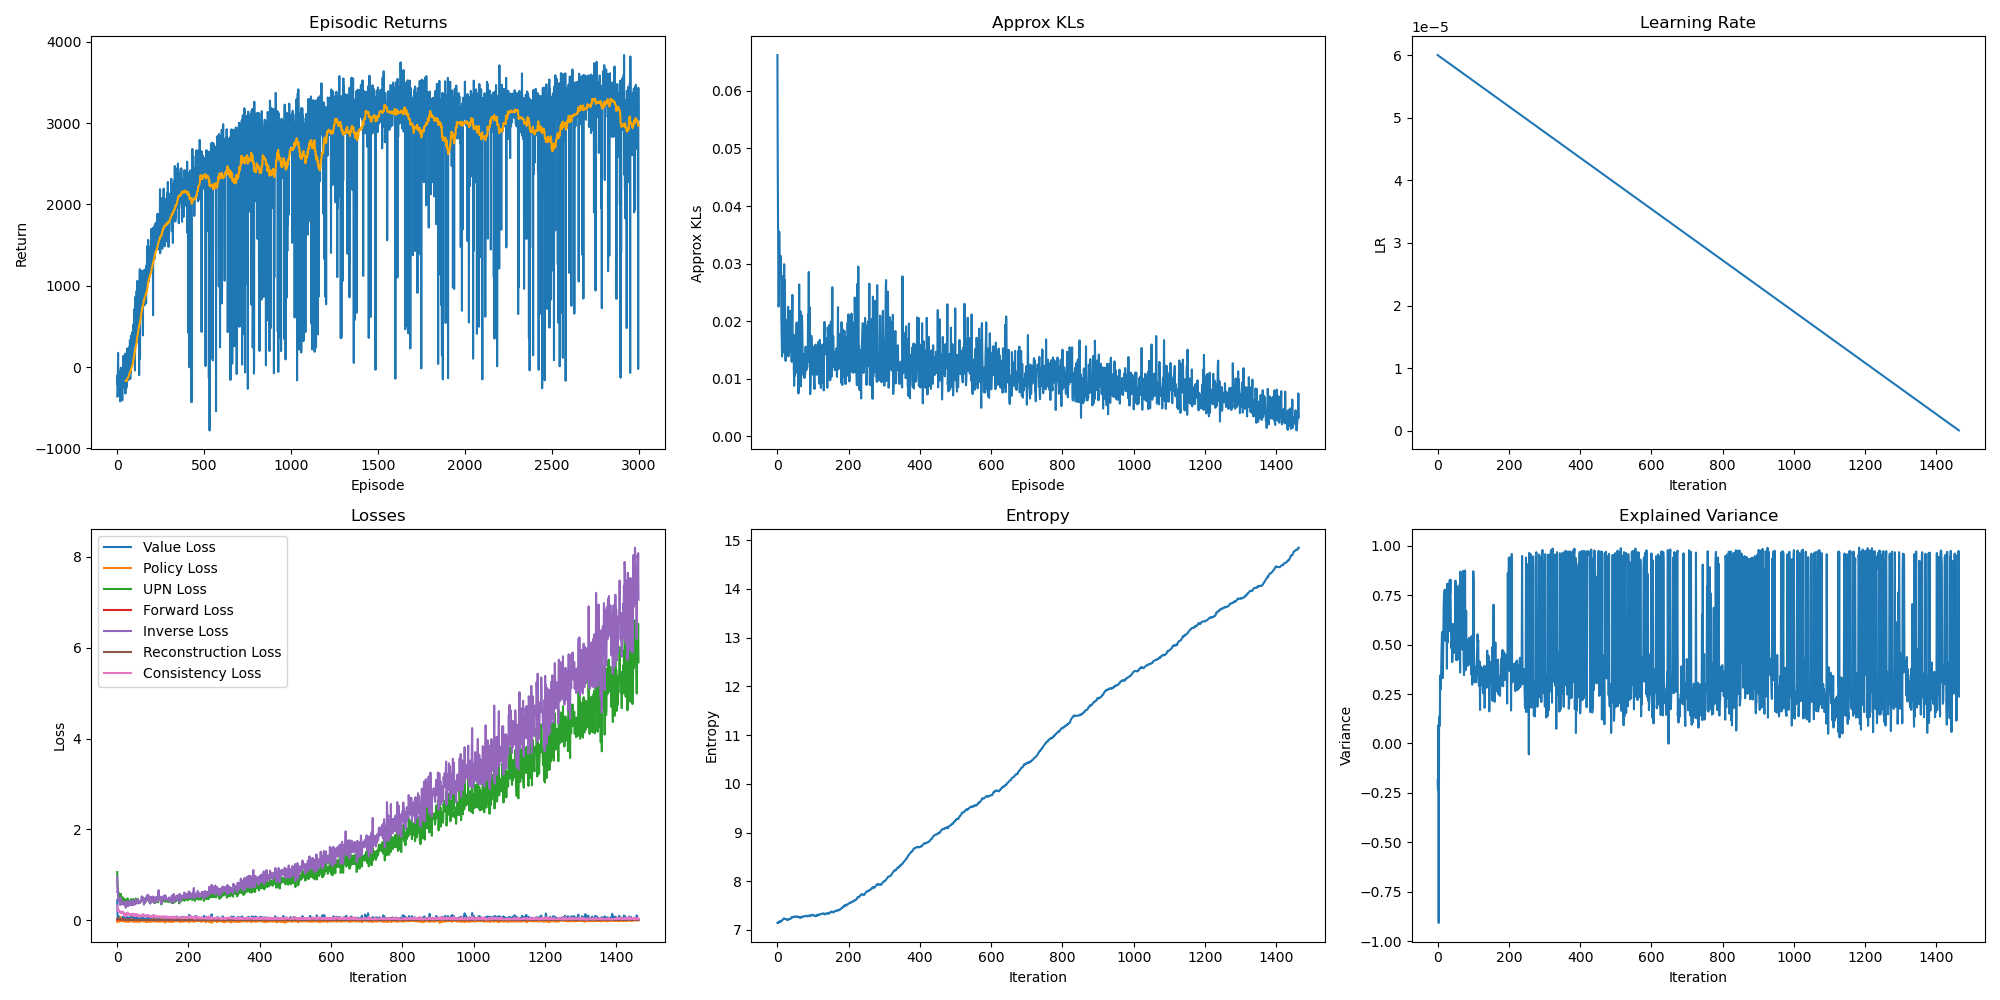 Episodic Returns
Return
4000
3000
2000
1000
0
−1000
0 500 1000 1500 2000 2500 3000
Episode
Approx KLs
Approx KLs
0.06
0.05
0.04
0.03
0.02
0.01
0.00
0 200 400 600 800 1000 1200 1400
Episode
Learning Rate
1e−5
LR
6
5
4
3
2
1
0
0 200 400 600 800 1000 1200 1400
Iteration
Losses
Loss
8
6
4
2
0
Value Loss
Policy Loss
UPN Loss
Forward Loss
Inverse Loss
Reconstruction Loss
Consistency Loss
0 200 400 600 800 1000 1200 1400
Iteration
Entropy
Entropy
15
14
13
12
11
10
9
8
7
0 200 400 600 800 1000 1200 1400
Iteration
Explained Variance
Variance
1.00
0.75
0.50
0.25
0.00
−0.25
−0.50
−0.75
−1.00
0 200 400 600 800 1000 1200 1400
Iteration